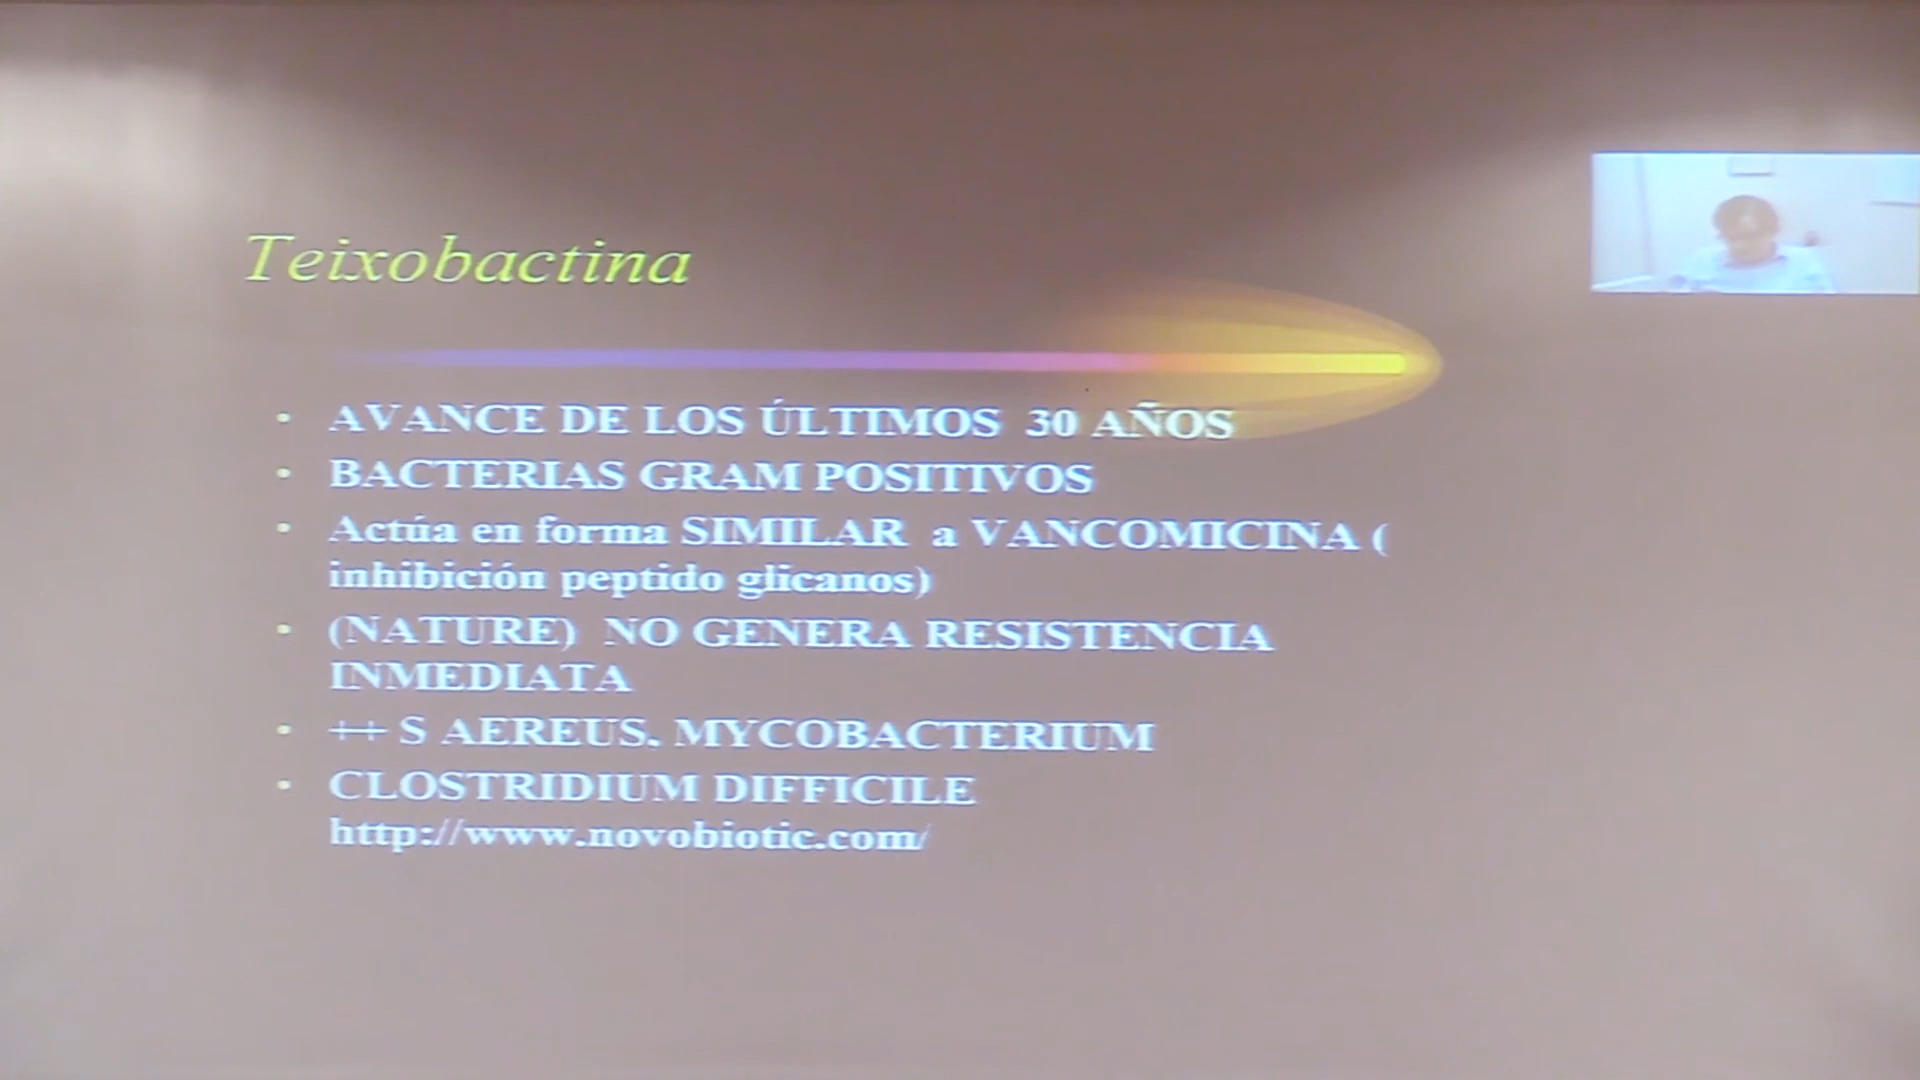 Teixobactina
• AVANCE DE LOS ÚLTIMOS 30 AÑOS
• BACTERIAS GRAM POSITIVOS
• Actúa en forma SIMILAR a VANCOMICINA (
inhibición peptido glicanos)
• (NATURE) NO GENERA RESISTENCIA
INMEDIATA
• ++ S AEREUS. MYCOBACTERIUM
• CLOSTRIDIUM DIFFICILE
http://www.novobiotic.com/